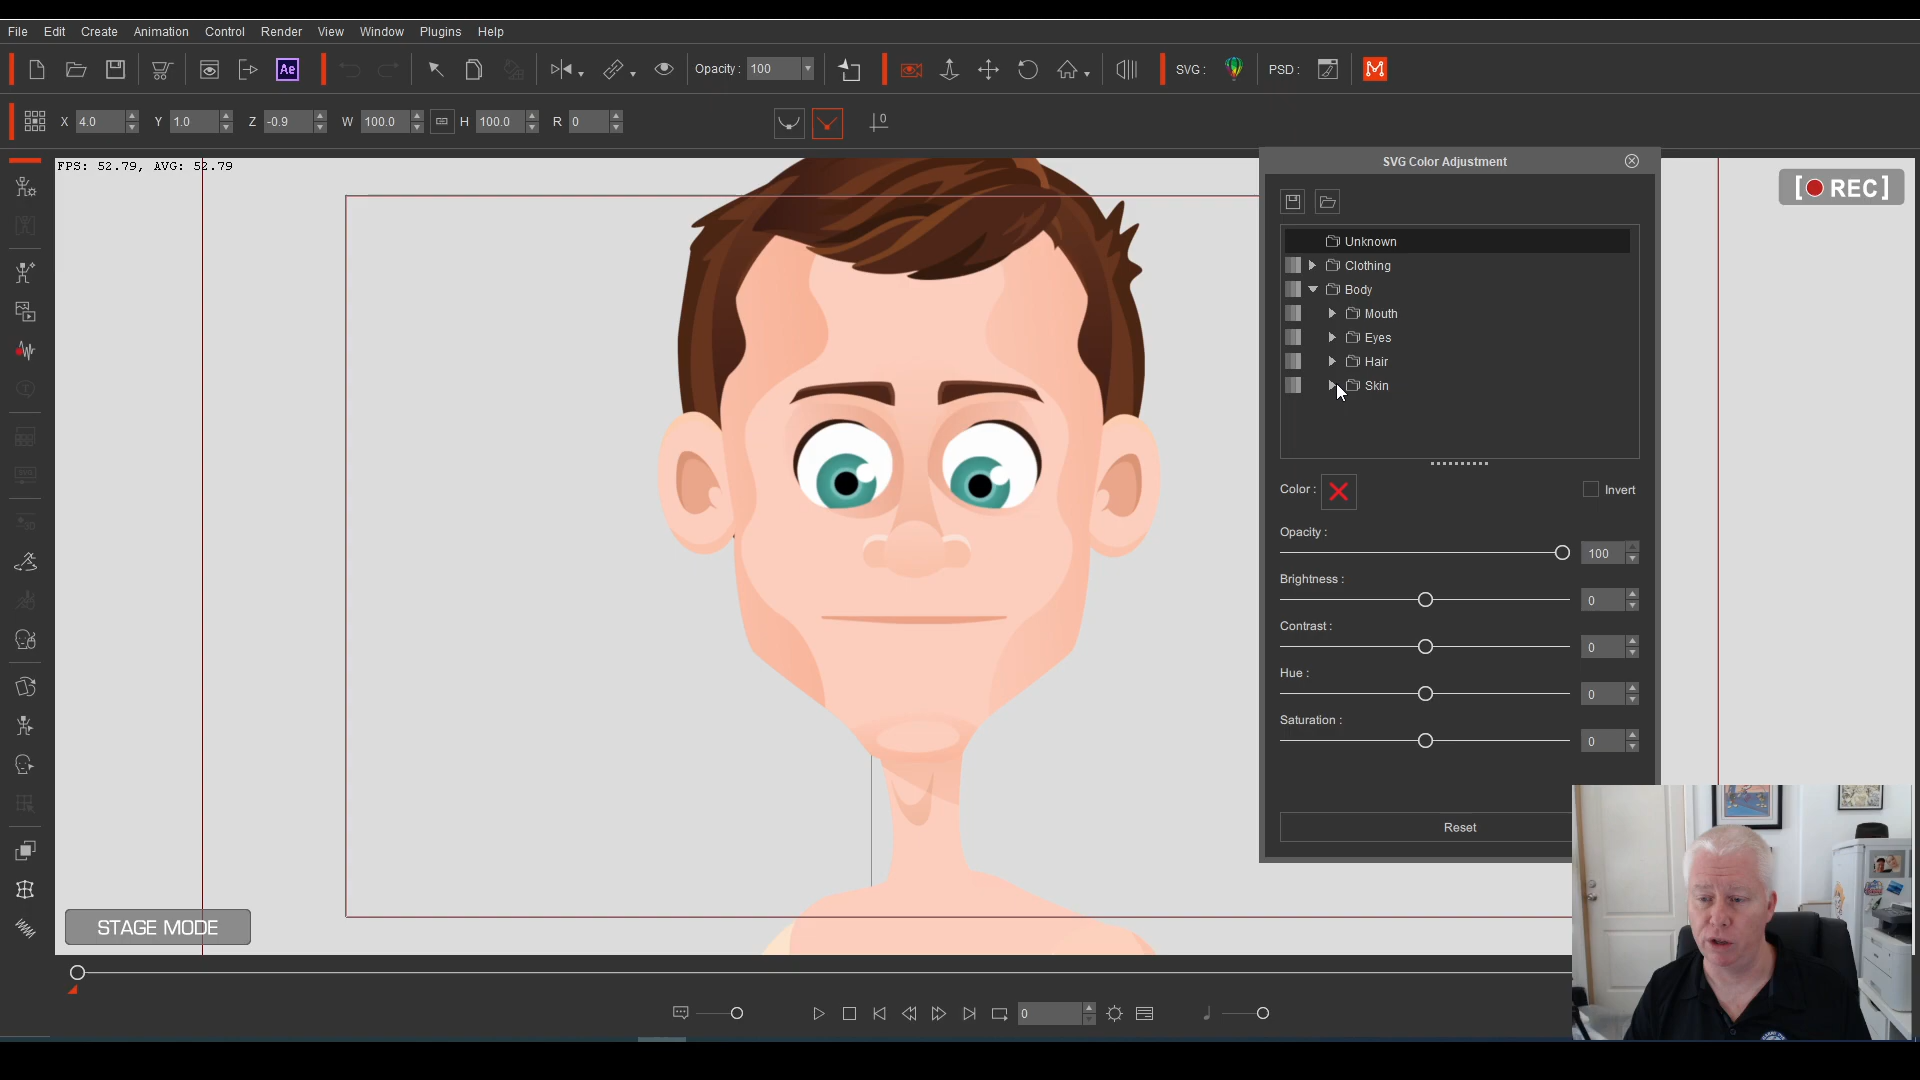 File Edit Create Animation Control Render View Window Plugins Help
Ae Opacity : 100 SVG : PSD :
X 4.0 Y 1.0 Z -0.9 W 100.0 H 100.0 R 0 0
FPS: 52.79, AVG: 52.79
SVG Color Adjustment
[ REC]
Unknown
Clothing
Body
Mouth
Eyes
Hair
Skin
Color : Invert
Opacity :
100
Brightness :
0
Contrast :
0
Hue :
0
Saturation :
0
Reset
STAGE MODE
0